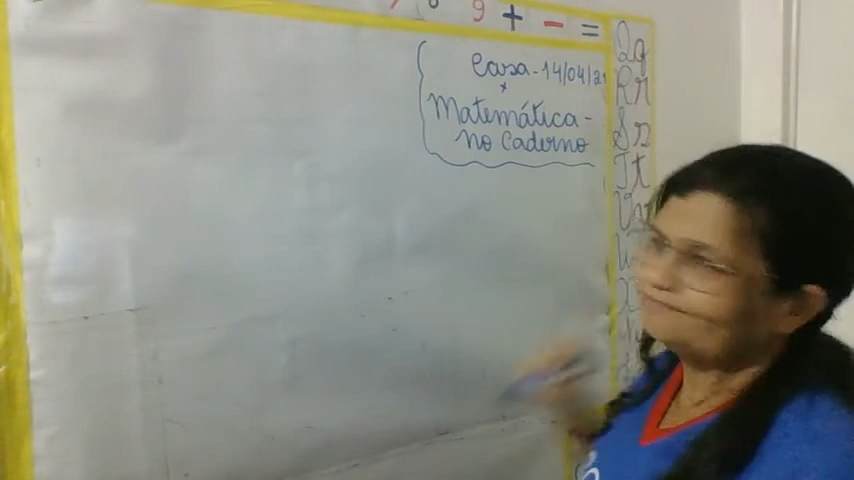 9 + - =
Casa - 14/04/21
Matemática -
no Caderno
Qq
Rr
Ss
Tt